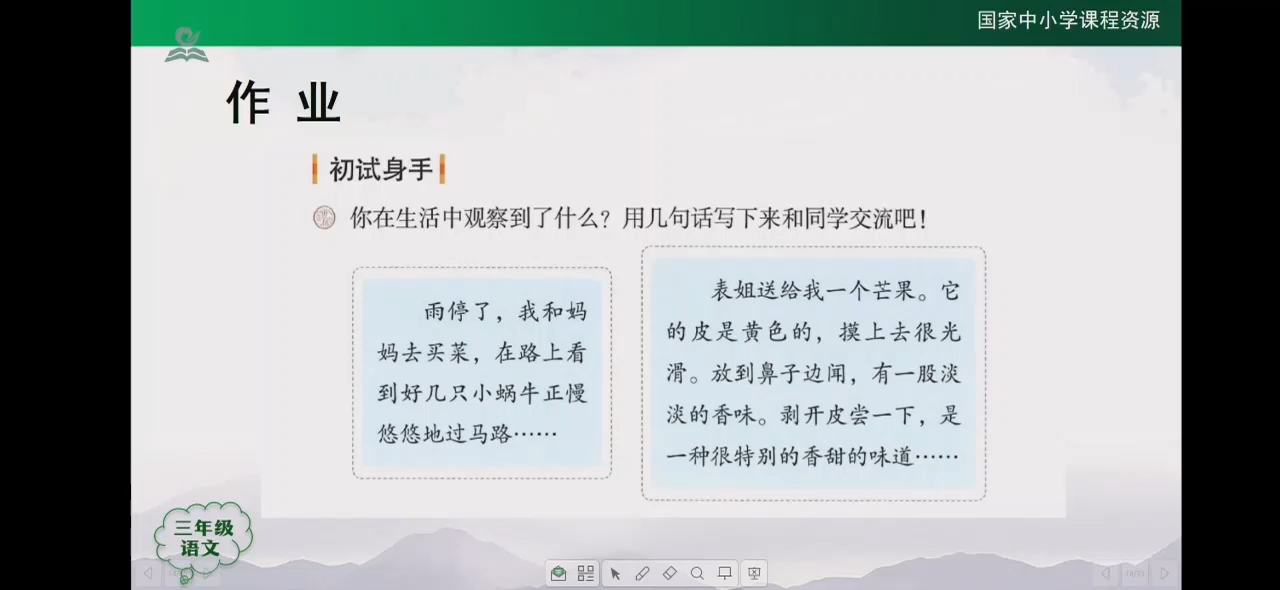 国家中小学课程资源
作 业
初试身手
你在生活中观察到了什么？用几句话写下来和同学交流吧！
雨停了，我和妈
妈去买菜，在路上看
到好几只小蜗牛正慢
悠悠地过马路……
表姐送给我一个芒果。它
的皮是黄色的，摸上去很光
滑。放到鼻子边闻，有一股淡
淡的香味。剥开皮尝一下，是
一种很特别的香甜的味道……
三年级
语文